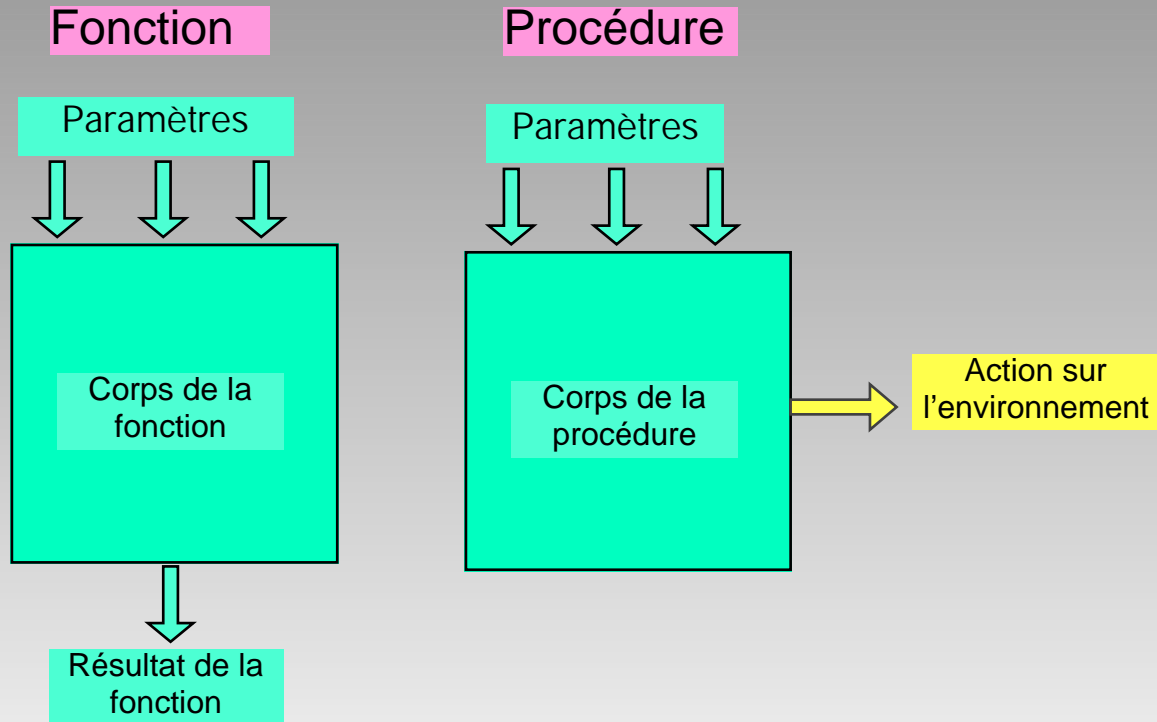 Fonction
Paramètres
Corps de la
fonction
Résultat de la
fonction
Procédure
Paramètres
Corps de la
procédure
Action sur
l'environnement